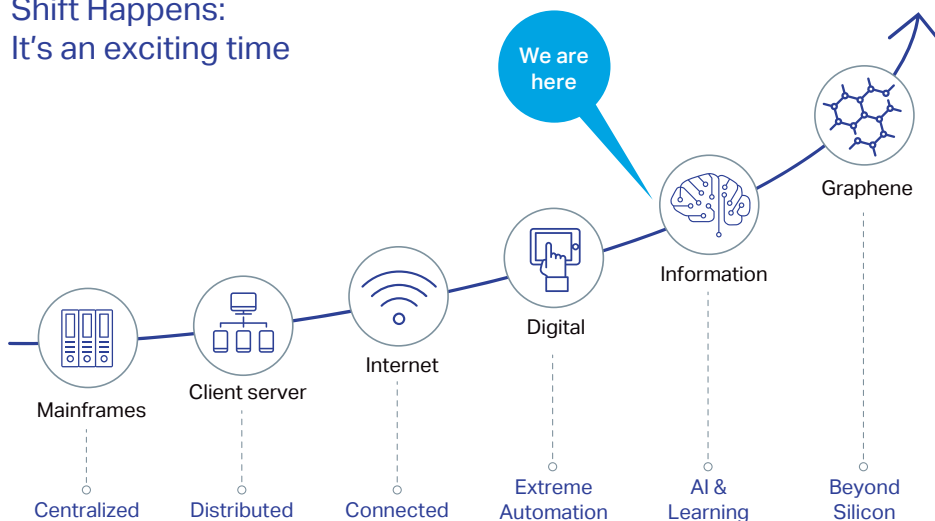 Shift Happens:
It's an exciting time
We are
here
Graphene
Information
Digital
Internet
Client server
Mainframes
Centralized
Distributed
Connected
Extreme
Automation
AI &
Learning
Beyond
Silicon